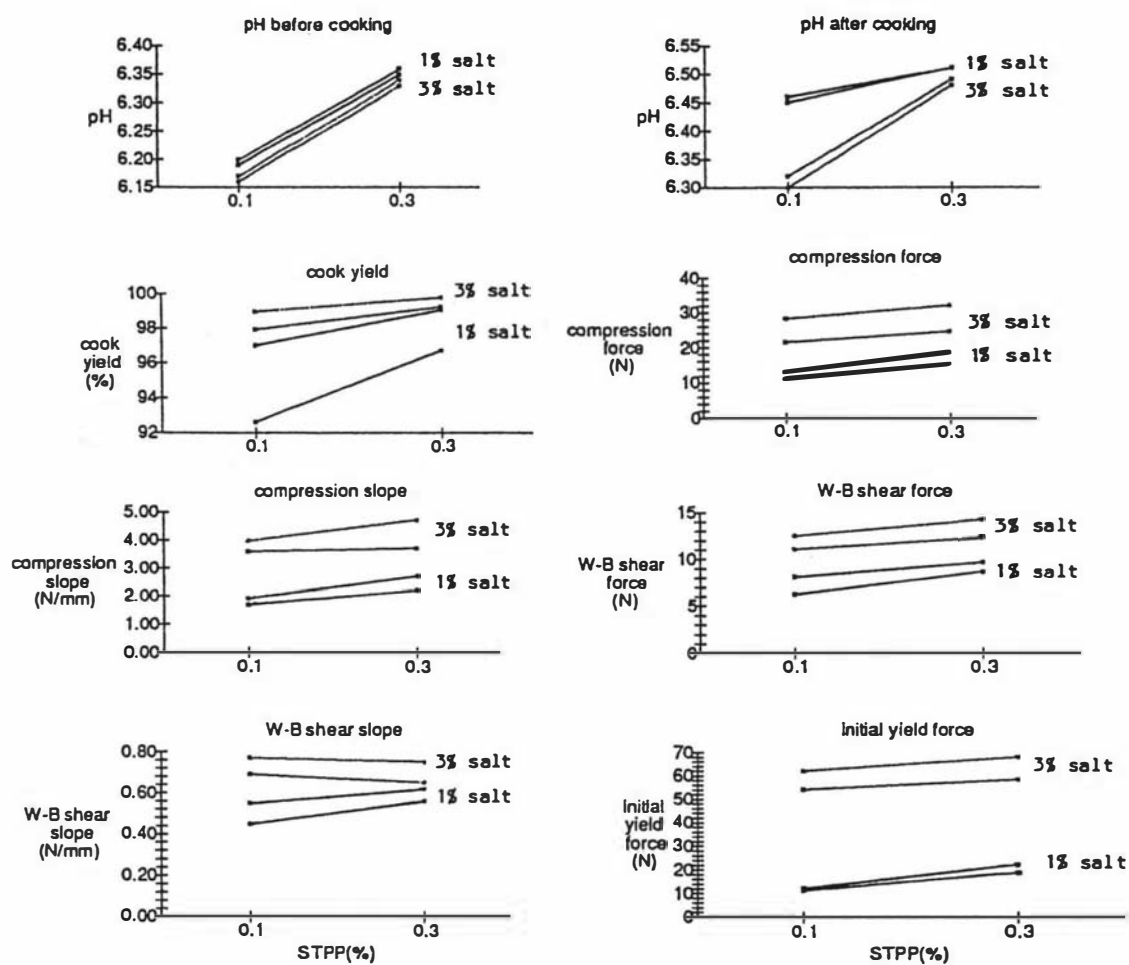 pH before cooking
6.40
6.35
6.30
6.25
6.20
6.15
pH
1% salt
3% salt
0.1
0.3
pH after cooking
6.55
6.50
6.45
6.40
6.35
6.30
pH
1% salt
3% salt
0.1
0.3
cook yield
100
98
96
94
92
cook
yield
(%)
3% salt
1% salt
0.1
0.3
compression force
40
30
20
10
0
compression
force
(N)
3% salt
1% salt
0.1
0.3
compression slope
5.00
4.00
3.00
2.00
1.00
0.00
compression
slope
(N/mm)
3% salt
1% salt
0.1
0.3
W-B shear force
15
10
5
0
W-B shear
force
(N)
3% salt
1% salt
0.1
0.3
W-B shear slope
0.80
0.60
0.40
0.20
0.00
W-B shear
slope
(N/mm)
3% salt
1% salt
0.1
0.3
STPP(%)
Initial yield force
70
60
50
40
30
20
10
0
Initial
yield
force
(N)
3% salt
1% salt
0.1
0.3
STPP(%)